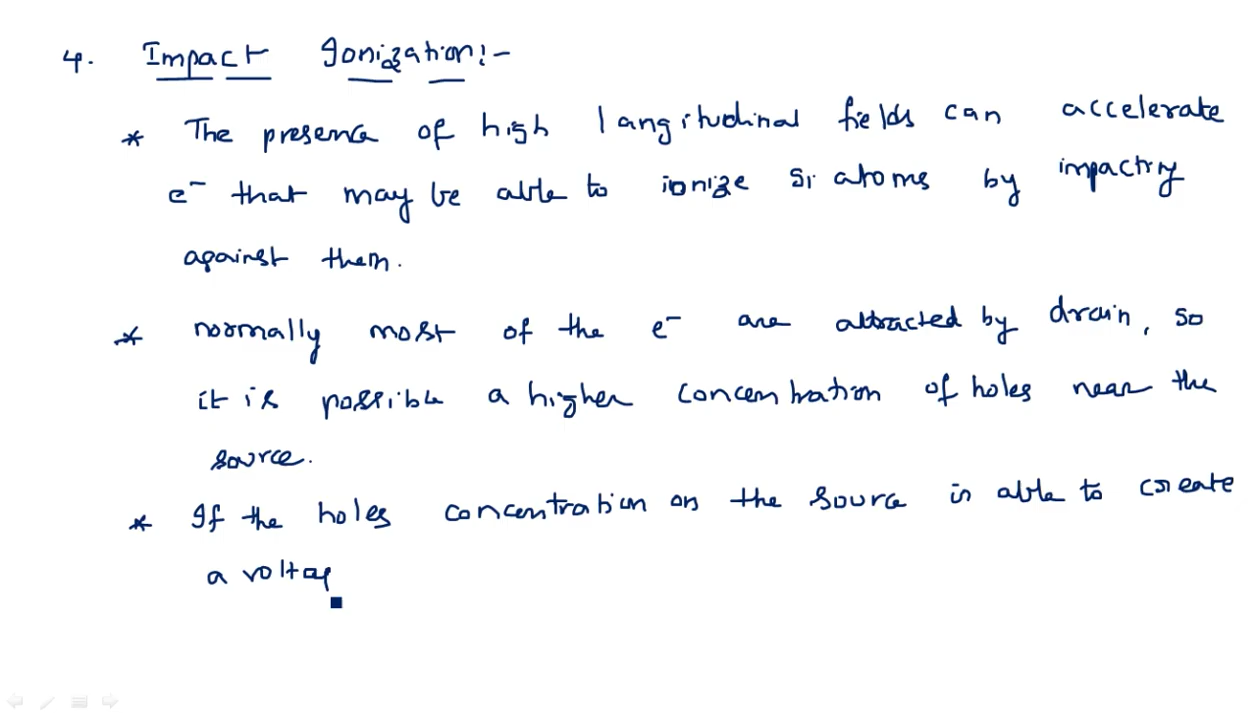 4. Impact Ionization:-
* The presence of high longitudinal fields can accelerate
e⁻ that may be able to ionize Si atoms by impacting
against them.
* normally most of the e⁻ are attracted by drain, so
it is possible a higher concentration of holes near the
source.
* If the holes concentration on the source is able to create
a voltag